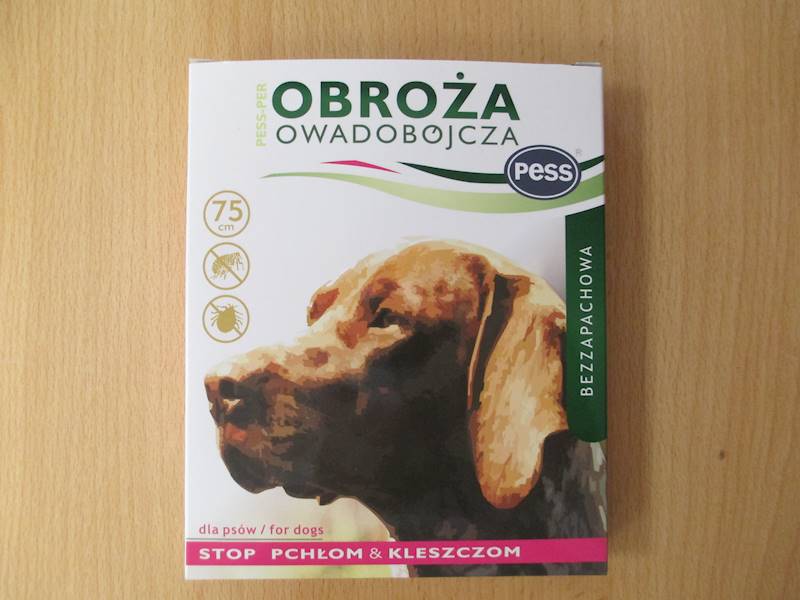 PESS-PER
OBROŻA
OWADOBÓJCZA
PESS
®
75
cm
BEZZAPACHOWA
dla psów / for dogs
STOP PCHŁOM & KLESZCZOM